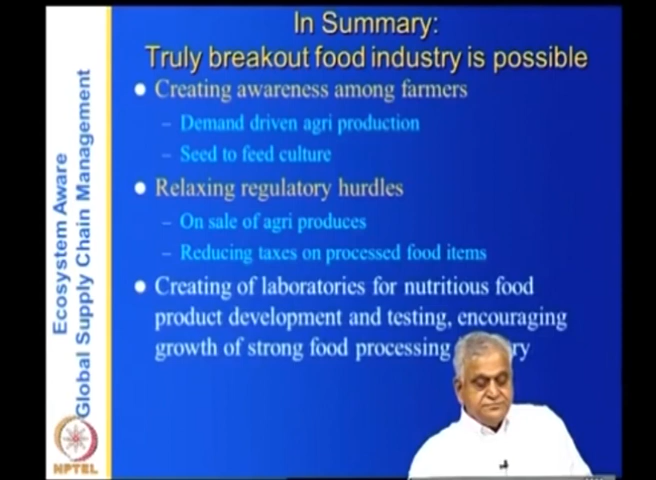 In Summary:
Truly breakout food industry is possible
Creating awareness among farmers
– Demand driven agri production
– Seed to feed culture
Relaxing regulatory hurdles
– On sale of agri produces
– Reducing taxes on processed food items
Creating of laboratories for nutritious food
product development and testing, encouraging
growth of strong food processing
Ecosystem Aware
Global Supply Chain Management
NPTEL